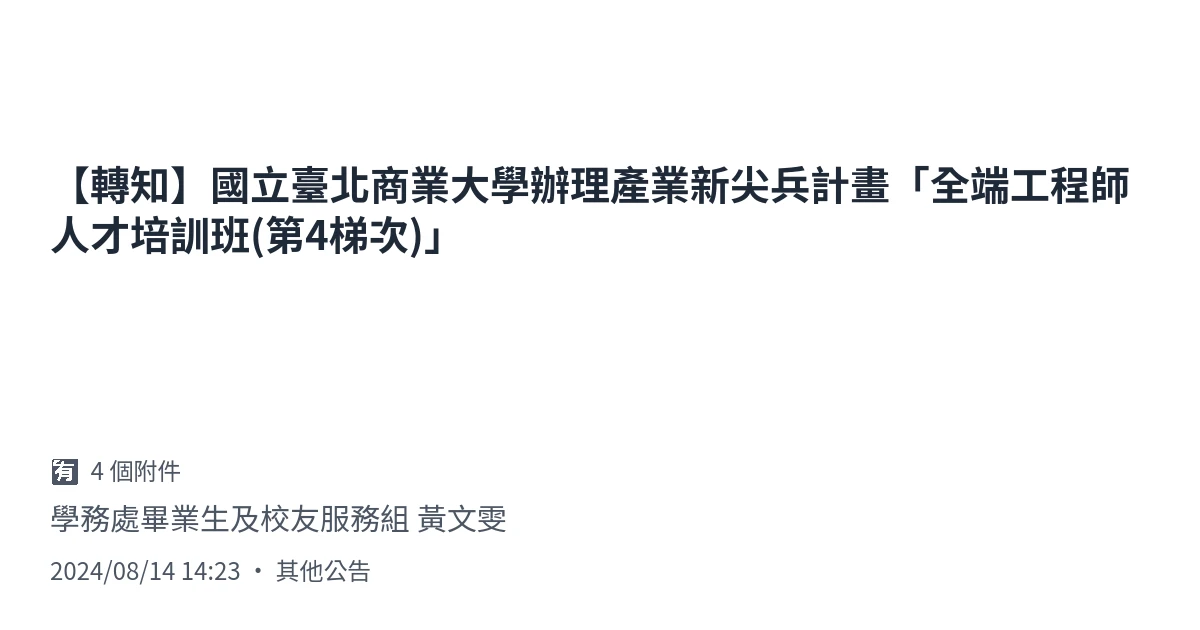 【轉知】國立臺北商業大學辦理產業新尖兵計畫「全端工程師
人才培訓班(第4梯次)」
有 4 個附件
學務處畢業生及校友服務組 黃文雯
2024/08/14 14:23 • 其他公告